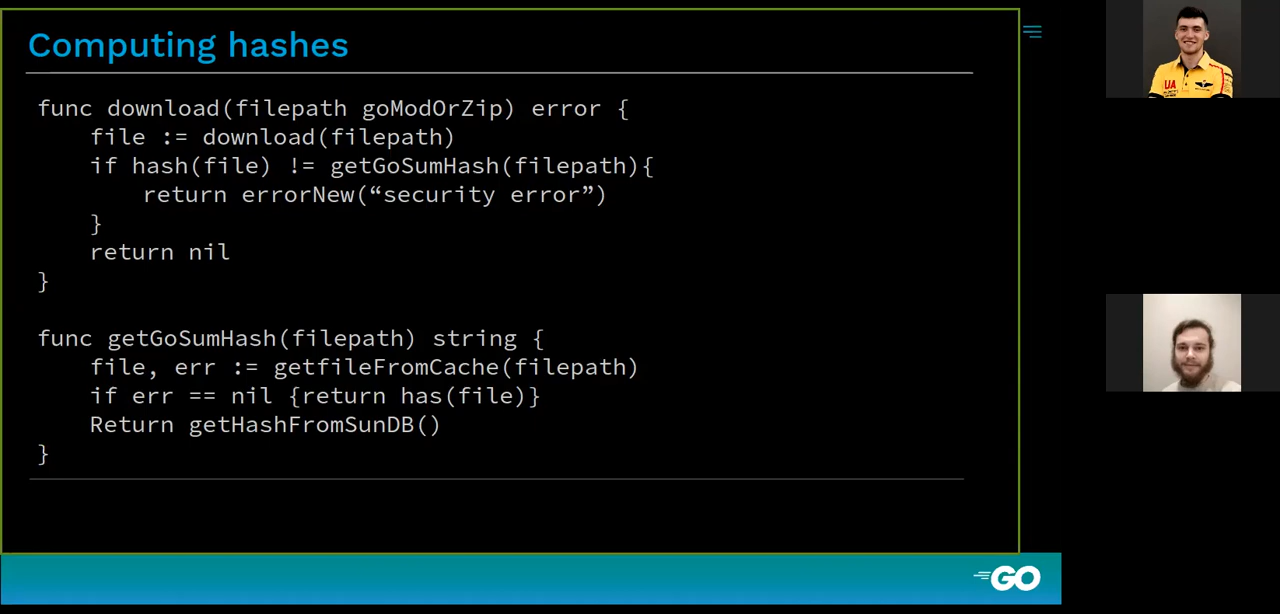 Computing hashes
func download(filepath goModOrZip) error {
    file := download(filepath)
    if hash(file) != getGoSumHash(filepath){
        return errorNew(“security error”)
    }
    return nil
}
func getGoSumHash(filepath) string {
    file, err := getfileFromCache(filepath)
    if err == nil {return has(file)}
    Return getHashFromSunDB()
}
GO
UA